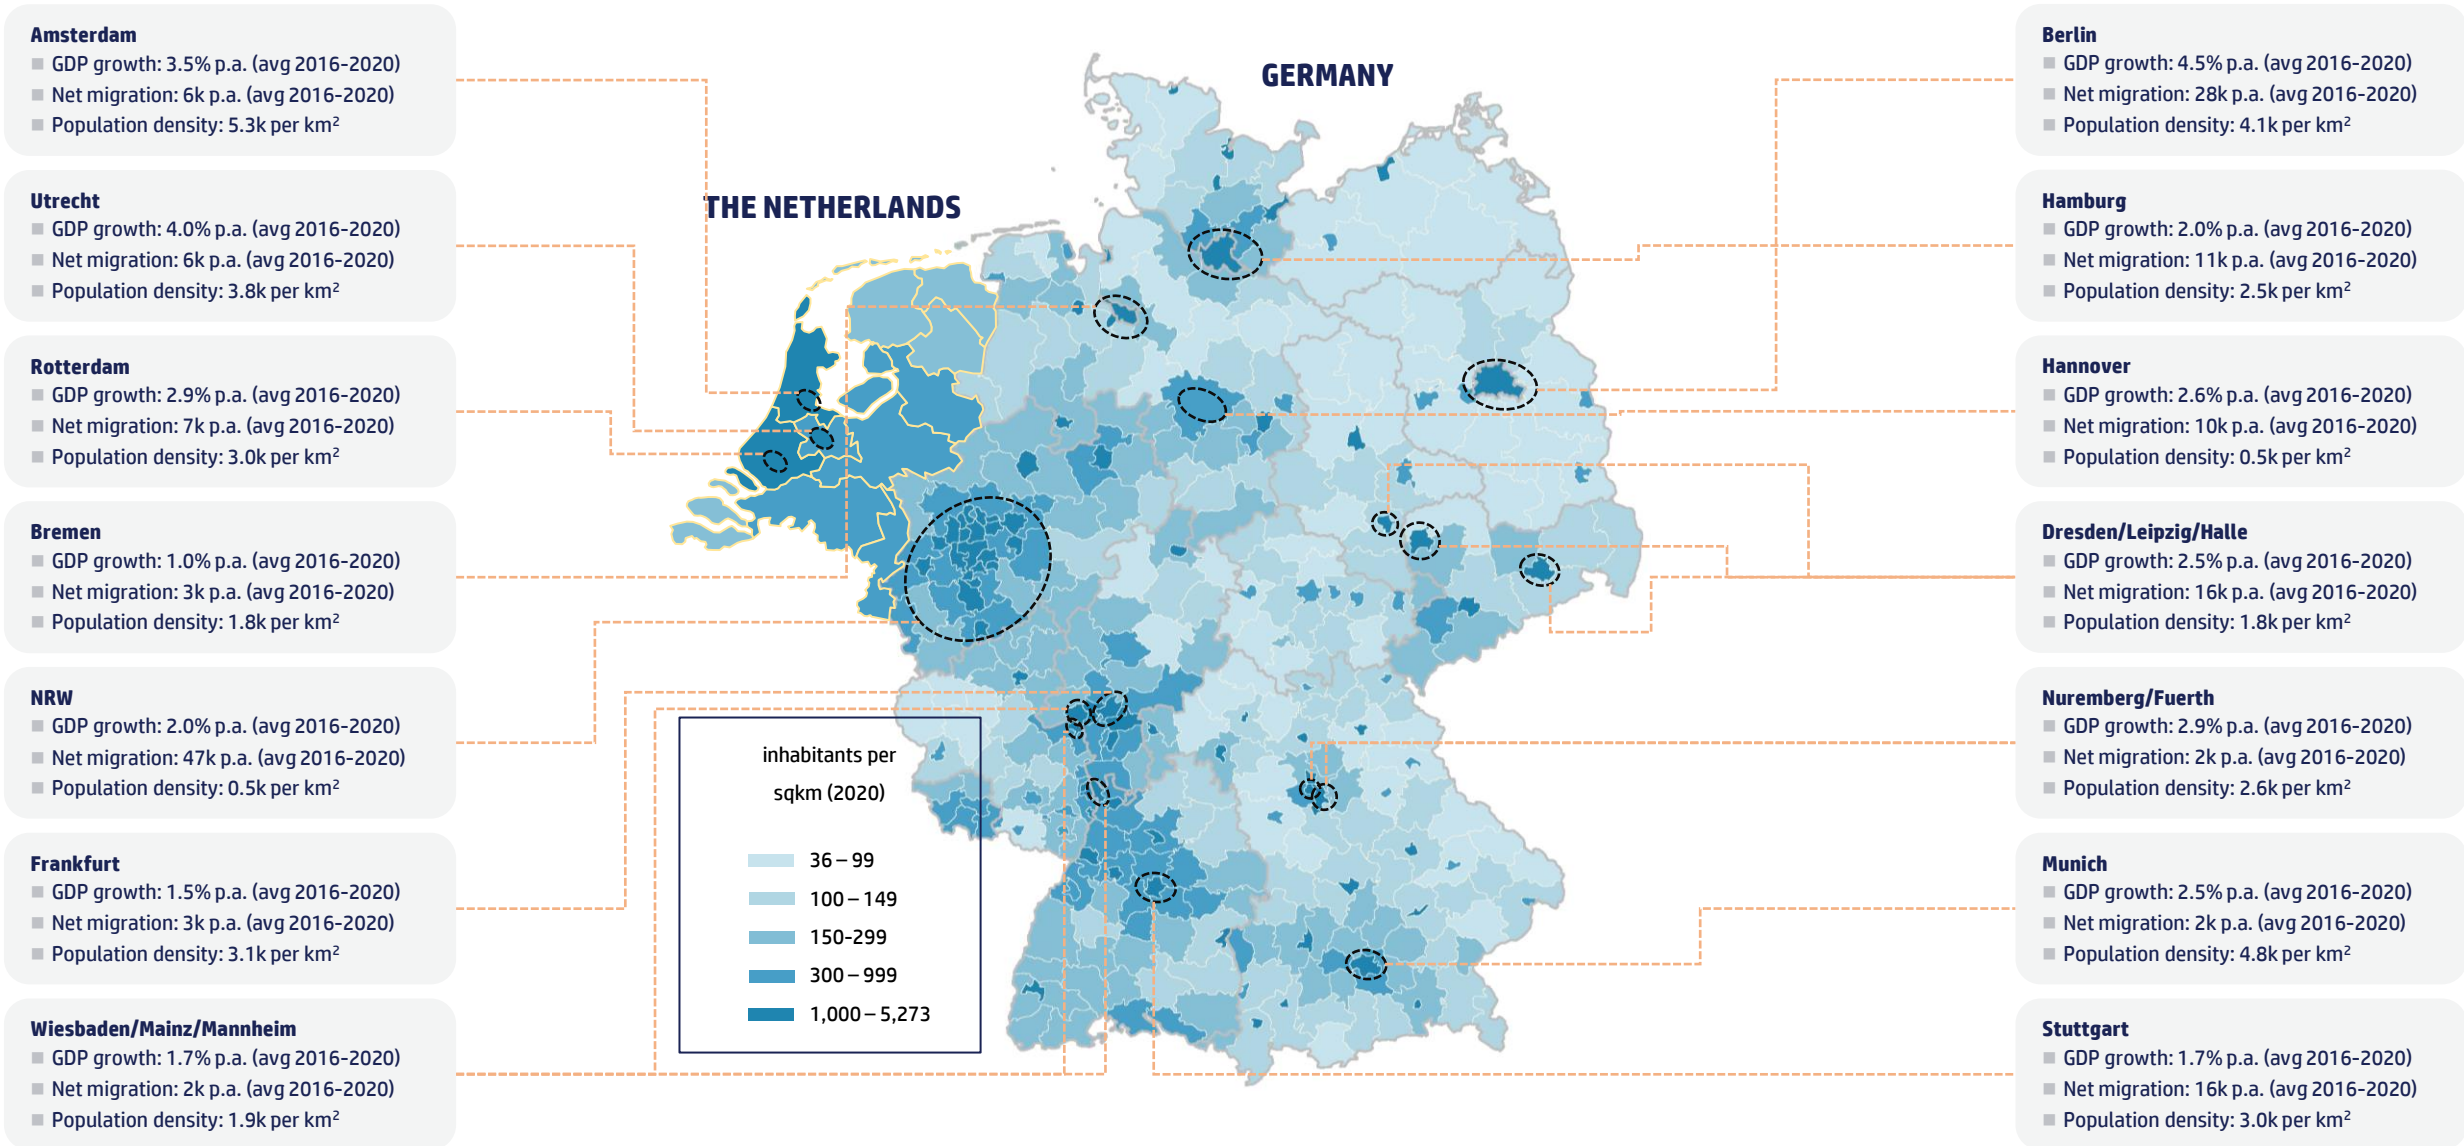 Amsterdam
GDP growth: 3.5% p.a. (avg 2016-2020)
Net migration: 6k p.a. (avg 2016-2020)
Population density: 5.3k per km²
Utrecht
GDP growth: 4.0% p.a. (avg 2016-2020)
Net migration: 6k p.a. (avg 2016-2020)
Population density: 3.8k per km²
Rotterdam
GDP growth: 2.9% p.a. (avg 2016-2020)
Net migration: 7k p.a. (avg 2016-2020)
Population density: 3.0k per km²
Bremen
GDP growth: 1.0% p.a. (avg 2016-2020)
Net migration: 3k p.a. (avg 2016-2020)
Population density: 1.8k per km²
NRW
GDP growth: 2.0% p.a. (avg 2016-2020)
Net migration: 47k p.a. (avg 2016-2020)
Population density: 0.5k per km²
Frankfurt
GDP growth: 1.5% p.a. (avg 2016-2020)
Net migration: 3k p.a. (avg 2016-2020)
Population density: 3.1k per km²
Wiesbaden/Mainz/Mannheim
GDP growth: 1.7% p.a. (avg 2016-2020)
Net migration: 2k p.a. (avg 2016-2020)
Population density: 1.9k per km²
GERMANY
THE NETHERLANDS
inhabitants per
sqkm (2020)
36 – 99
100 – 149
150-299
300 – 999
1,000 – 5,273
Berlin
GDP growth: 4.5% p.a. (avg 2016-2020)
Net migration: 28k p.a. (avg 2016-2020)
Population density: 4.1k per km²
Hamburg
GDP growth: 2.0% p.a. (avg 2016-2020)
Net migration: 11k p.a. (avg 2016-2020)
Population density: 2.5k per km²
Hannover
GDP growth: 2.6% p.a. (avg 2016-2020)
Net migration: 10k p.a. (avg 2016-2020)
Population density: 0.5k per km²
Dresden/Leipzig/Halle
GDP growth: 2.5% p.a. (avg 2016-2020)
Net migration: 16k p.a. (avg 2016-2020)
Population density: 1.8k per km²
Nuremberg/Fuerth
GDP growth: 2.9% p.a. (avg 2016-2020)
Net migration: 2k p.a. (avg 2016-2020)
Population density: 2.6k per km²
Munich
GDP growth: 2.5% p.a. (avg 2016-2020)
Net migration: 2k p.a. (avg 2016-2020)
Population density: 4.8k per km²
Stuttgart
GDP growth: 1.7% p.a. (avg 2016-2020)
Net migration: 16k p.a. (avg 2016-2020)
Population density: 3.0k per km²